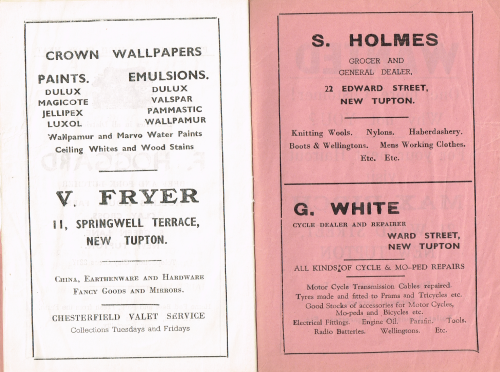 CROWN WALLPAPERS
PAINTS. EMULSIONS.
DULUX DULUX
MAGICOTE VALSPAR
JELLIPEX PAMMASTIC
LUXOL WALLPAMUR
Wallpamur and Marvo Water Paints
Ceiling Whites and Wood Stains
V. FRYER
11, SPRINGWELL TERRACE,
NEW TUPTON.
China, Earthenware and Hardware
Fancy Goods and Mirrors.
CHESTERFIELD VALET SERVICE
Collections Tuesdays and Fridays
S. HOLMES
GROCER AND
GENERAL DEALER,
22 EDWARD STREET,
NEW TUPTON.
Knitting Wools. Nylons. Haberdashery.
Boots & Wellingtons. Mens Working Clothes.
Etc. Etc.
G. WHITE
CYCLE DEALER AND REPAIRER
WARD STREET,
NEW TUPTON
ALL KINDS OF CYCLE & MO-PED REPAIRS
Motor Cycle Transmission Cables repaired.
Tyres made and fitted to Prams and Tricycles etc.
Good Stocks of accessories for Motor Cycles,
Mo-peds and Bicycles etc.
Electrical Fittings. Engine Oil. Parafin. Tools.
Radio Batteries. Wellingtons. Etc.